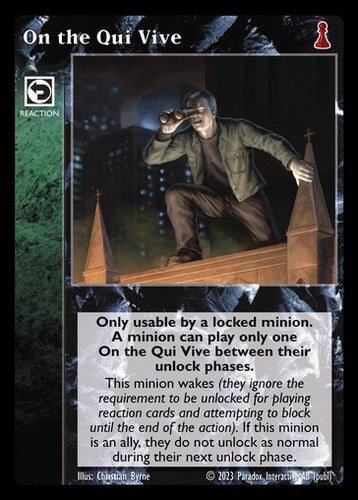 On the Qui Vive
REACTION
Only usable by a locked minion.
A minion can play only one
On the Qui Vive between their
unlock phases.
This minion wakes (they ignore the
requirement to be unlocked for playing
reaction cards and attempting to block
until the end of the action). If this minion
is an ally, they do not unlock as normal
during their next unlock phase.
Illus: Christian Byrne © 2023 Paradox Interactive AB (publ)